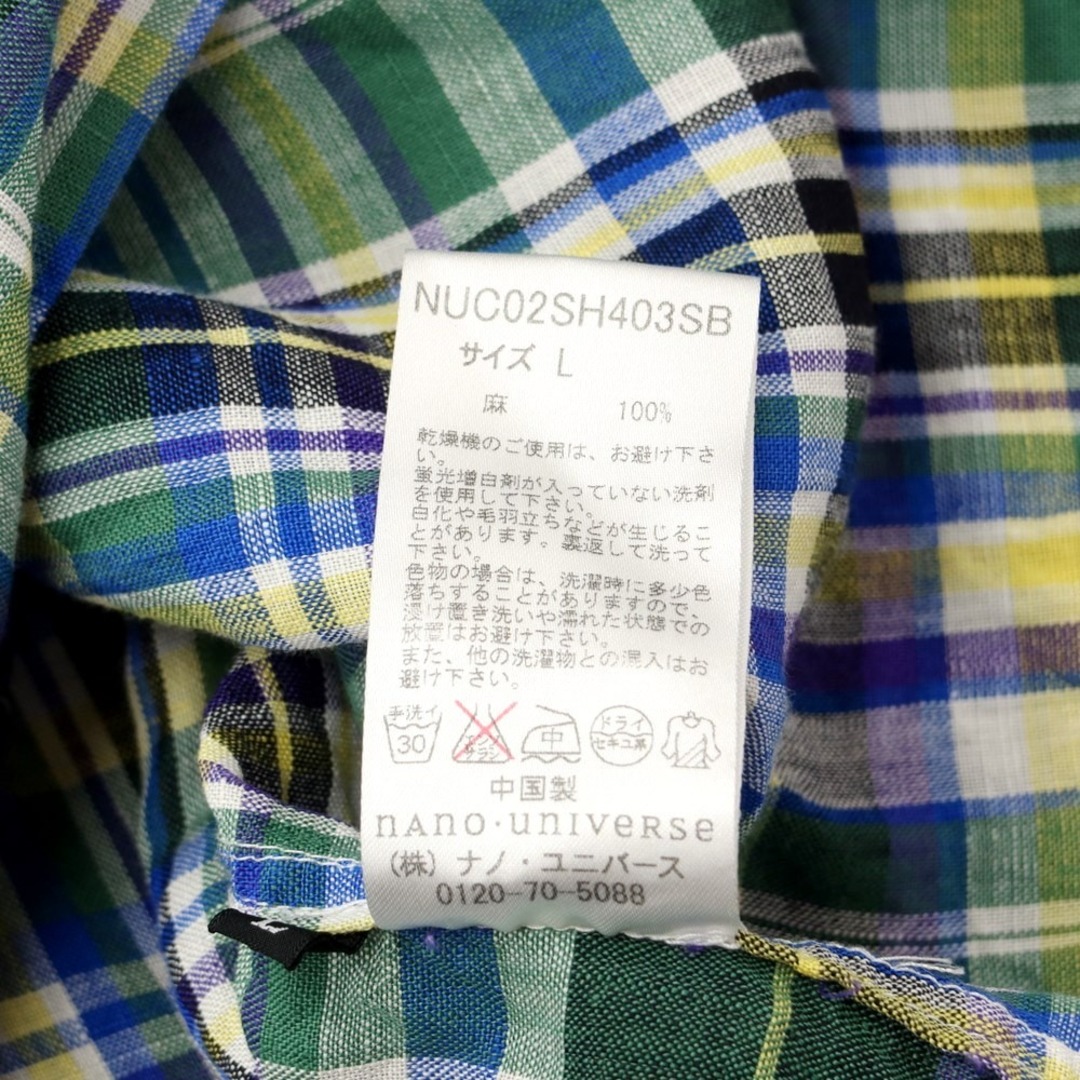 NUC02SH403SB
サイズ L
麻 100%
乾燥機のご使用は、お避け下さ
い。
蛍光増白剤が入っていない洗剤
を使用して下さい。
白化や毛羽立ちなどが生じるこ
とがあります。裏返して洗って
下さい。
色物の場合は、洗濯時に多少色
落ちすることがありますので、
浸け置き洗いや濡れた状態での
放置はお避け下さい。
また、他の洗濯物との混入はお
避け下さい。
手洗イ
30
エンソ
サラシ
中
ドライ
セキユ系
中国製
nano・universe
(株) ナノ・ユニバース
0120-70-5088